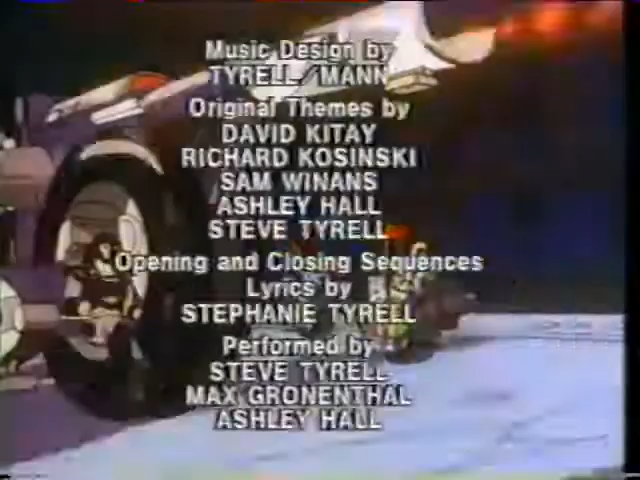 Music Design by
TYRELL/MANN
Original Themes by
DAVID KITAY
RICHARD KOSINSKI
SAM WINANS
ASHLEY HALL
STEVE TYRELL
Opening and Closing Sequences
Lyrics by
STEPHANIE TYRELL
Performed by
STEVE TYRELL
MAX GRONENTHAL
ASHLEY HALL